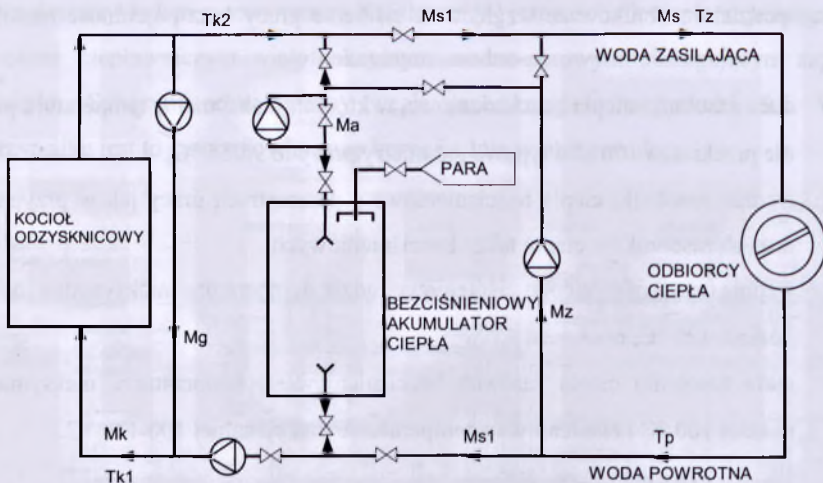 Tk2
Ms1
Ms
Tz
WODA ZASILAJĄCA
Ma
PARA
KOCIOŁ
ODZYSKNICOWY
ODBIORCY
CIEPŁA
BEZCIŚNIENIOWY
AKUMULATOR
CIEPŁA
Mg
Mz
Mk
Tk1
Ms1
Tp
WODA POWROTNA